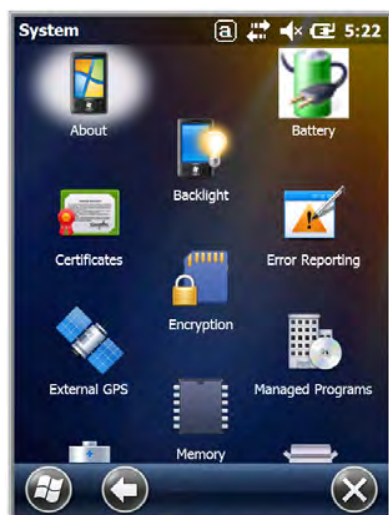 System a 5:22
About
Battery
Backlight
Certificates
Error Reporting
Encryption
External GPS
Managed Programs
Memory